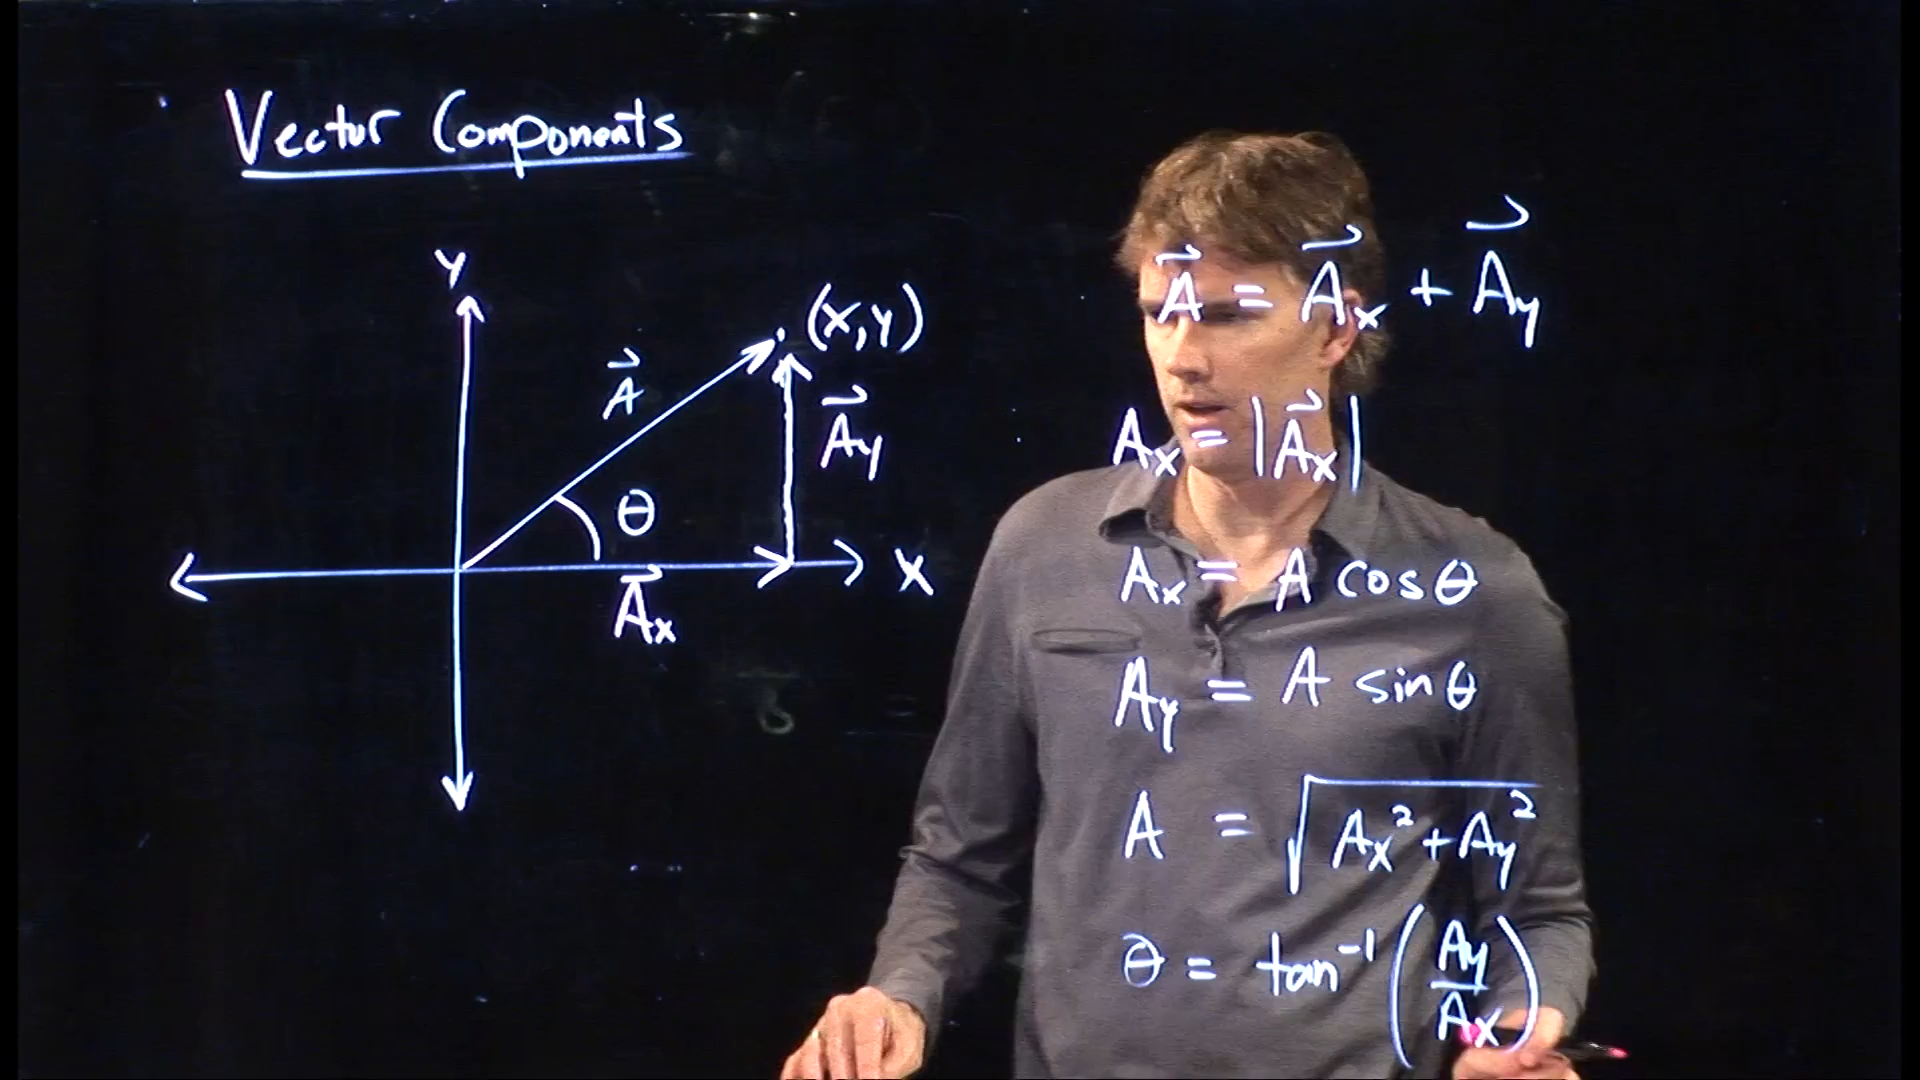 Vector Components
Y
(x,y)
A⃗
A⃗y
θ
X
A⃗x
A⃗ = A⃗x + A⃗y
Ax = |A⃗x|
Ax = A cosθ
Ay = A sinθ
A = √(Ax² + Ay²)
θ = tan⁻¹(Ay/Ax)